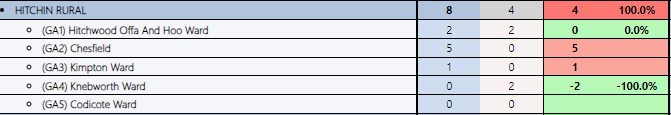 • HITCHIN RURAL 8 4 4 100.0%
o (GA1) Hitchwood Offa And Hoo Ward 2 2 0 0.0%
o (GA2) Chesfield 5 0 5
o (GA3) Kimpton Ward 1 0 1
o (GA4) Knebworth Ward 0 2 -2 -100.0%
o (GA5) Codicote Ward 0 0